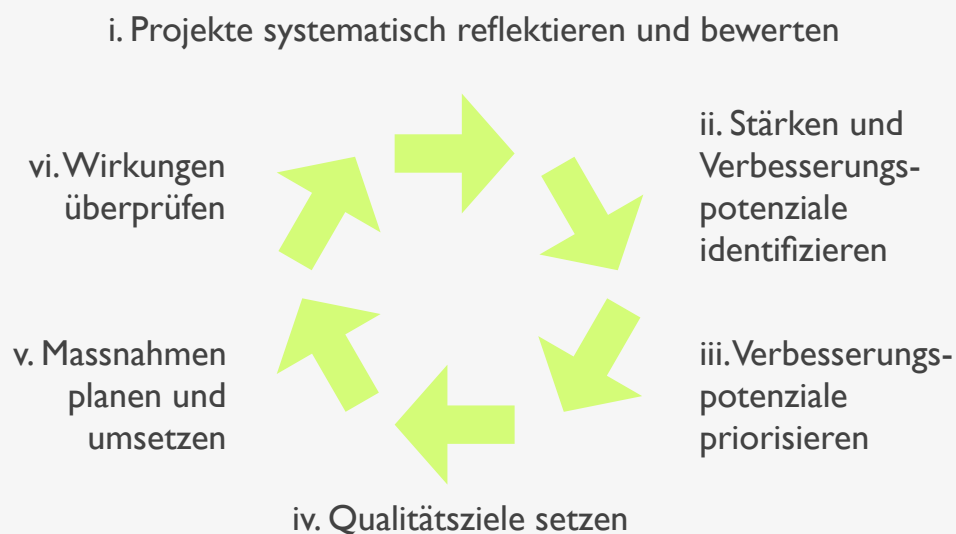 i. Projekte systematisch reflektieren und bewerten
ii. Stärken und
Verbesserungs-
potenziale
identifizieren
iii. Verbesserungs-
potenziale
priorisieren
iv. Qualitätsziele setzen
v. Massnahmen
planen und
umsetzen
vi. Wirkungen
überprüfen